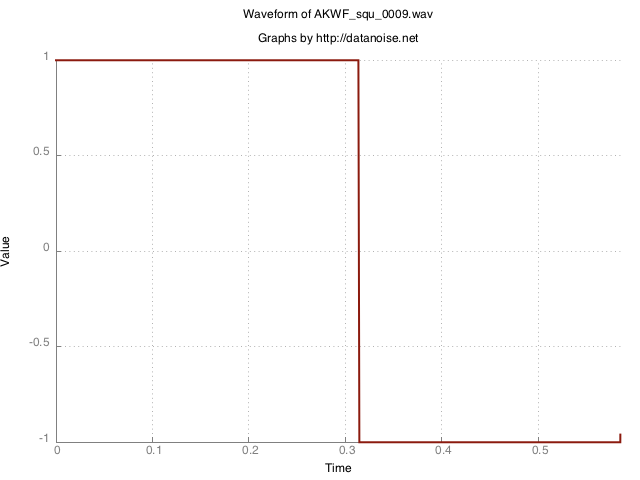 Waveform of AKWF_squ_0009.wav
Graphs by http://datanoise.net
1
0.5
0
-0.5
-1
Value
0 0.1 0.2 0.3 0.4 0.5
Time